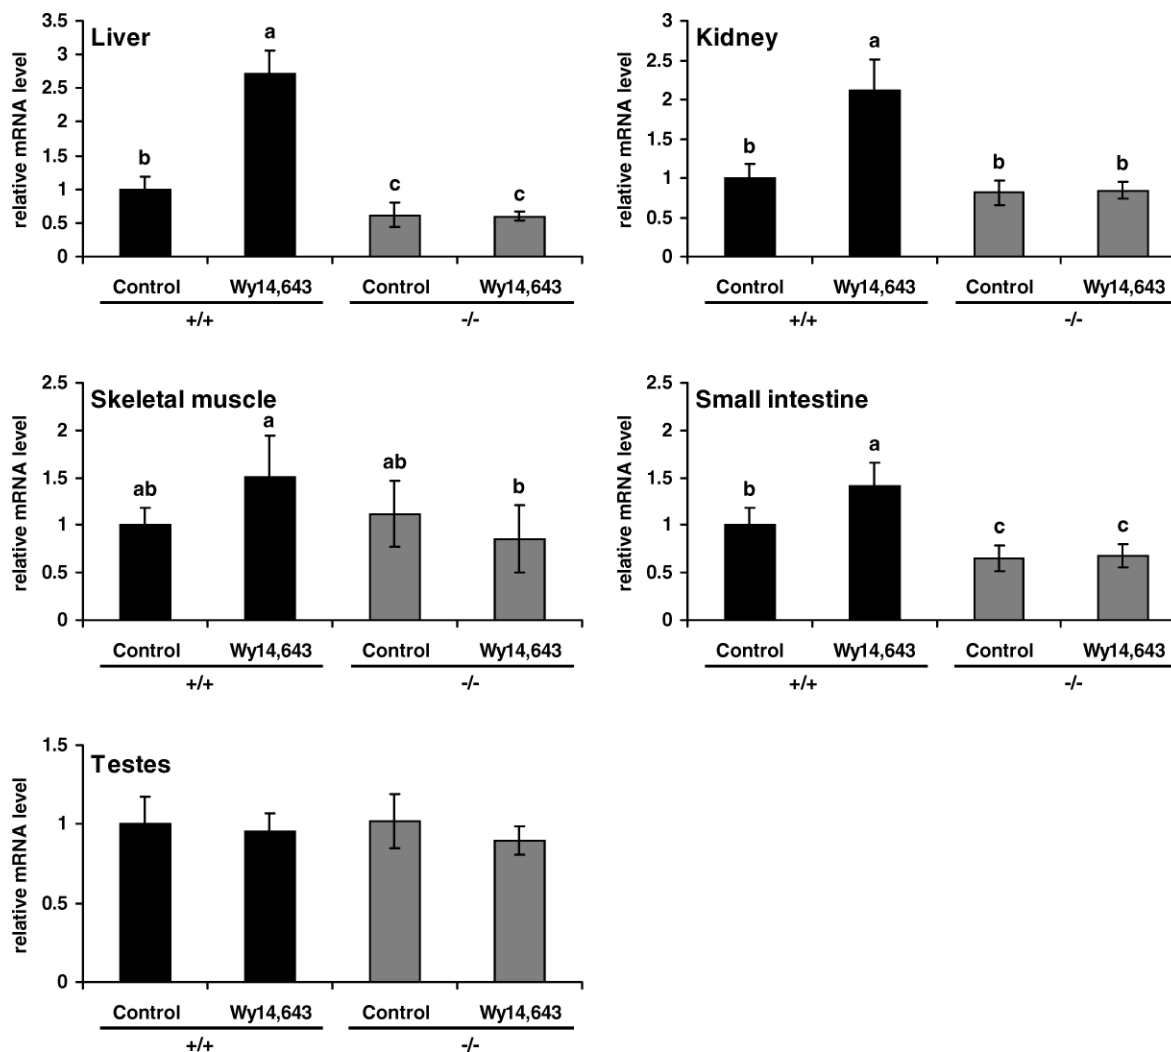 Liver
relative mRNA level
3.5
3
2.5
2
1.5
1
0.5
0
b
a
c
c
Control Wy14,643 Control Wy14,643
+/+ -/-
Kidney
relative mRNA level
3
2.5
2
1.5
1
0.5
0
b
a
b
b
Control Wy14,643 Control Wy14,643
+/+ -/-
Skeletal muscle
relative mRNA level
2.5
2
1.5
1
0.5
0
ab
a
ab
b
Control Wy14,643 Control Wy14,643
+/+ -/-
Small intestine
relative mRNA level
2.5
2
1.5
1
0.5
0
b
a
c
c
Control Wy14,643 Control Wy14,643
+/+ -/-
Testes
relative mRNA level
1.5
1
0.5
0
Control Wy14,643 Control Wy14,643
+/+ -/-